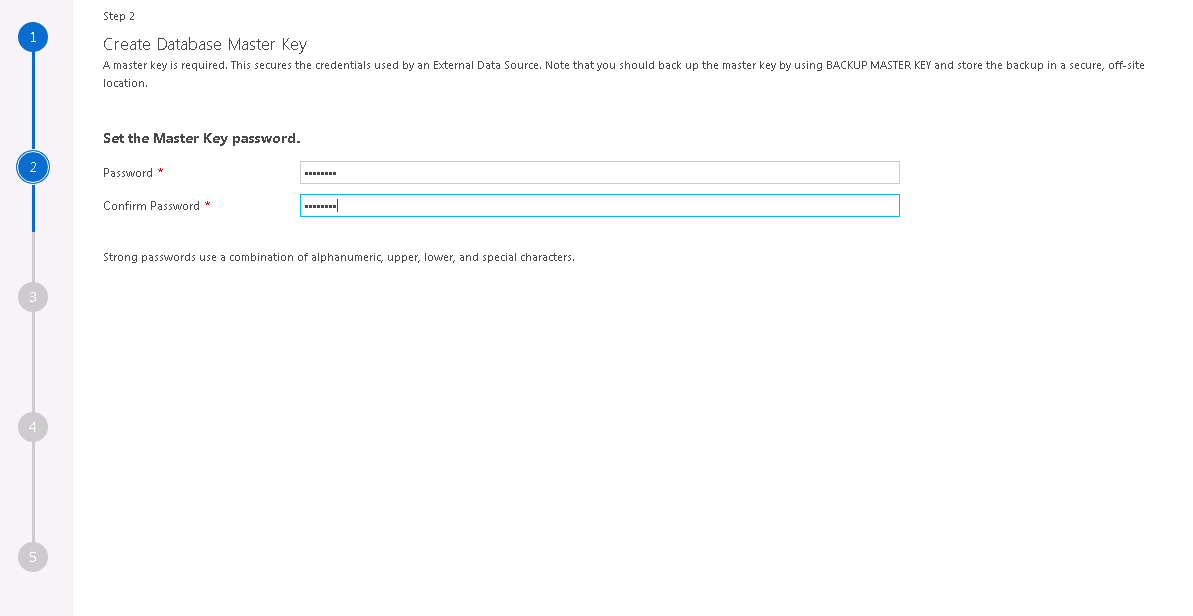 1
Step 2
Create Database Master Key
A master key is required. This secures the credentials used by an External Data Source. Note that you should back up the master key by using BACKUP MASTER KEY and store the backup in a secure, off-site
location.
Set the Master Key password.
2
Password * ••••••••
Confirm Password * ••••••••
Strong passwords use a combination of alphanumeric, upper, lower, and special characters.
3
4
5